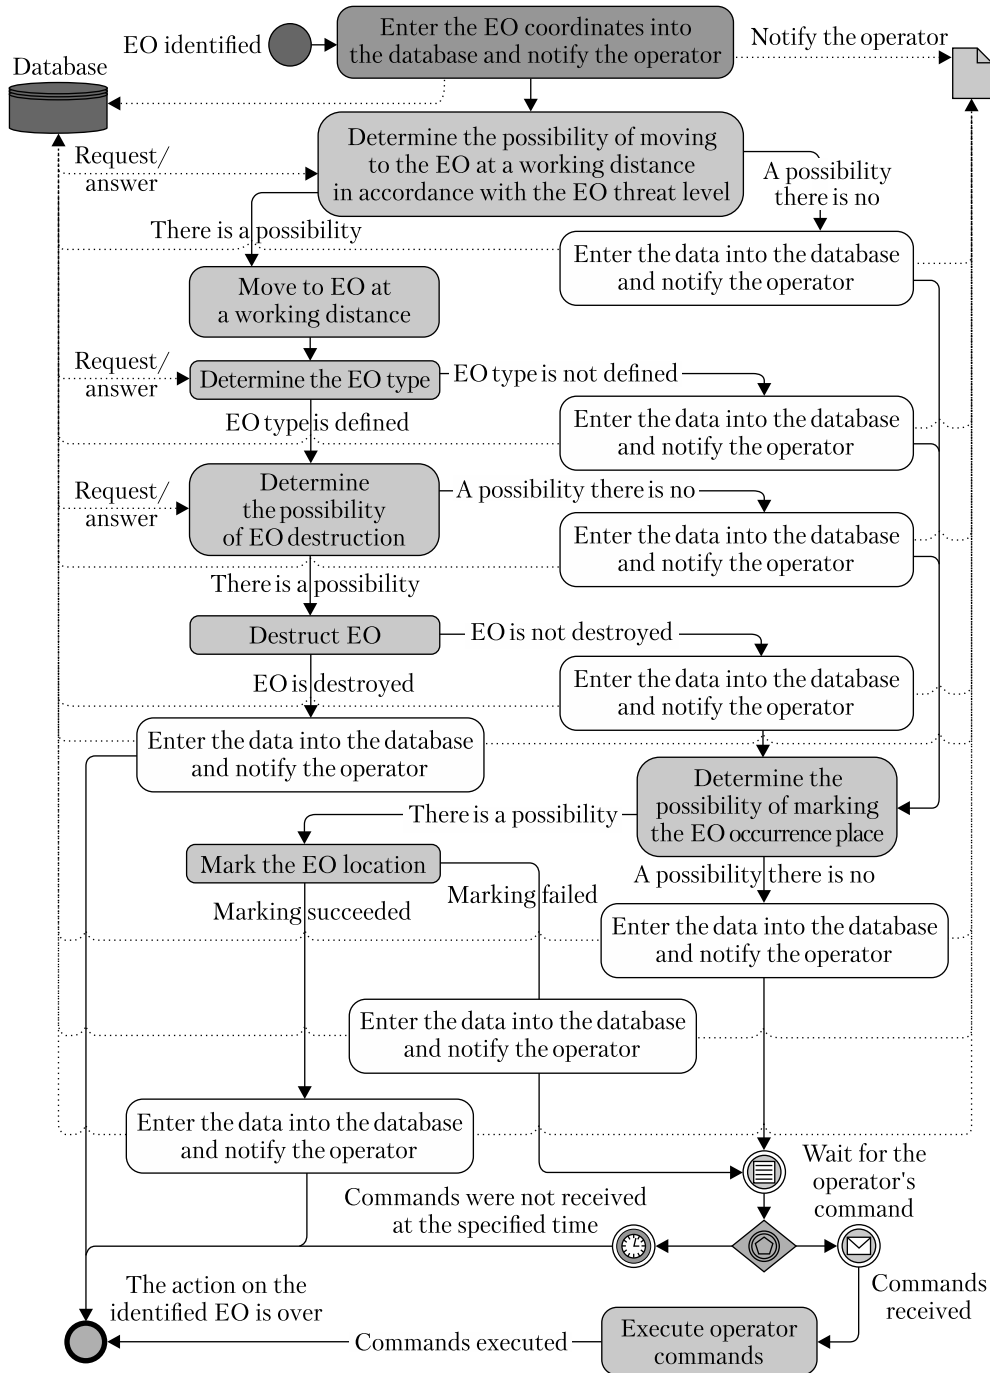 EO identified
Enter the EO coordinates into
the database and notify the operator
Notify the operator
Database
Determine the possibility of moving
to the EO at a working distance
in accordance with the EO threat level
Request/
answer
A possibility
there is no
There is a possibility
Enter the data into the database
and notify the operator
Move to EO at
a working distance
Request/
answer
Determine the EO type
EO type is not defined
EO type is defined
Enter the data into the database
and notify the operator
Determine
the possibility
of EO destruction
Request/
answer
A possibility there is no
Enter the data into the database
and notify the operator
There is a possibility
Destruct EO
EO is not destroyed
EO is destroyed
Enter the data into the database
and notify the operator
Enter the data into the database
and notify the operator
Determine the
possibility of marking
the EO occurrence place
There is a possibility
Mark the EO location
Marking failed
A possibility there is no
Marking succeeded
Enter the data into the database
and notify the operator
Enter the data into the database
and notify the operator
Enter the data into the database
and notify the operator
Wait for the
operator's
command
Commands were not received
at the specified time
The action on the
identified EO is over
Commands
received
Commands executed
Execute operator
commands